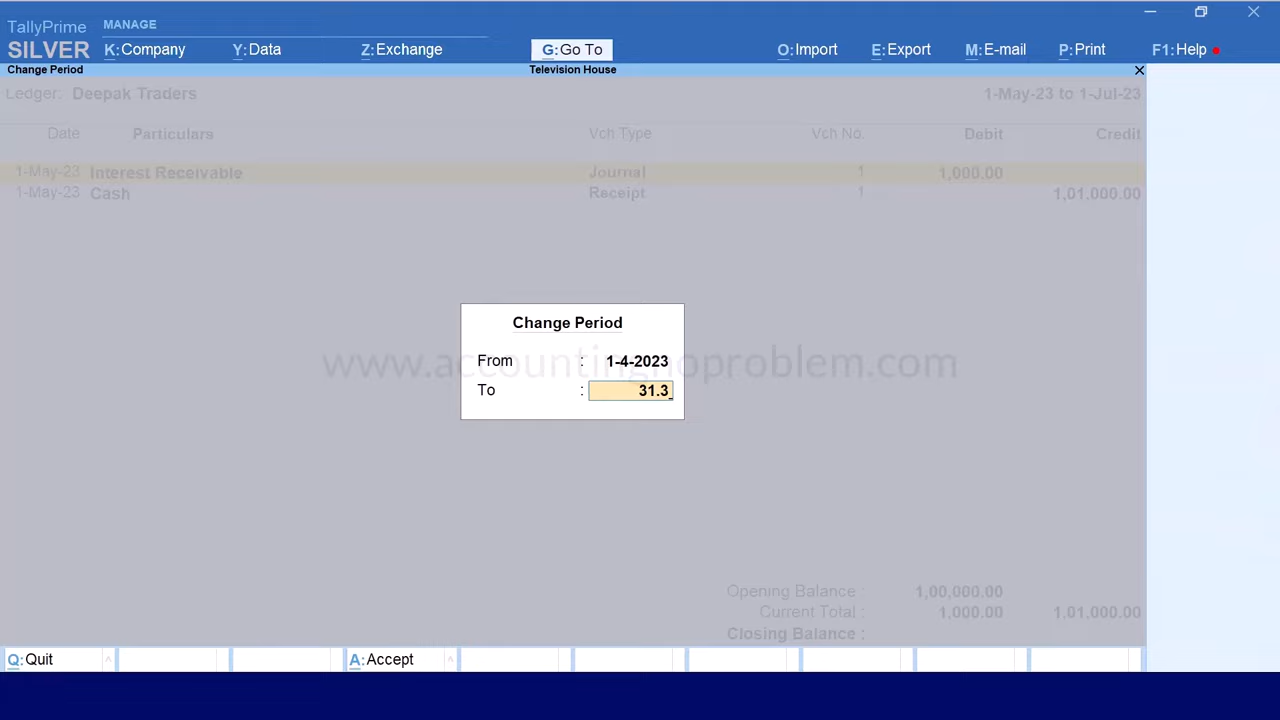 TallyPrime MANAGE
SILVER K:Company Y:Data Z:Exchange G:Go To O:Import E:Export M:E-mail P:Print F1:Help
Change Period Television House
Ledger: Deepak Traders 1-May-23 to 1-Jul-23
Date Particulars Vch Type Vch No. Debit Credit
1-May-23 Interest Receivable Journal 1 1,000.00
1-May-23 Cash Receipt 1 1,01,000.00
Change Period
From : 1-4-2023
www.accountingnoproblem.com
To : 31.3
Opening Balance : 1,00,000.00
Current Total : 1,000.00 1,01,000.00
Closing Balance :
Q:Quit A:Accept